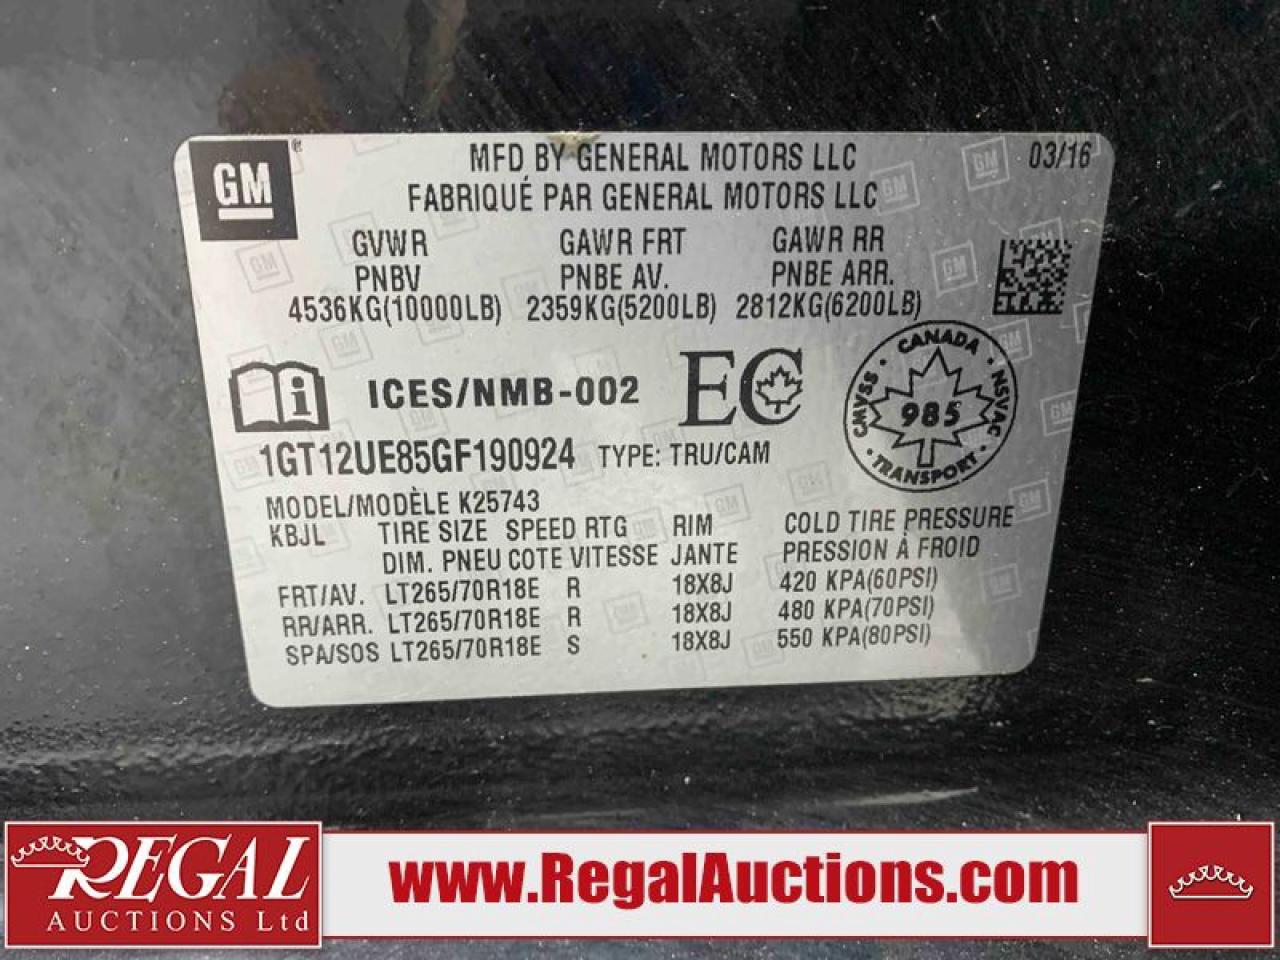 GM
MFD BY GENERAL MOTORS LLC
03/16
FABRIQUÉ PAR GENERAL MOTORS LLC
GVWR GAWR FRT GAWR RR
PNBV PNBE AV. PNBE ARR.
4536KG(10000LB) 2359KG(5200LB) 2812KG(6200LB)
ICES/NMB-002 EC
CANADA
CMVSS 985 NSVAC
TRANSPORT
1GT12UE85GF190924 TYPE: TRU/CAM
MODEL/MODÈLE K25743
KBJL TIRE SIZE SPEED RTG RIM COLD TIRE PRESSURE
DIM. PNEU COTE VITESSE JANTE PRESSION À FROID
FRT/AV. LT265/70R18E R 18X8J 420 KPA(60PSI)
RR/ARR. LT265/70R18E R 18X8J 480 KPA(70PSI)
SPA/SOS LT265/70R18E S 18X8J 550 KPA(80PSI)
REGAL
AUCTIONS Ltd
www.RegalAuctions.com